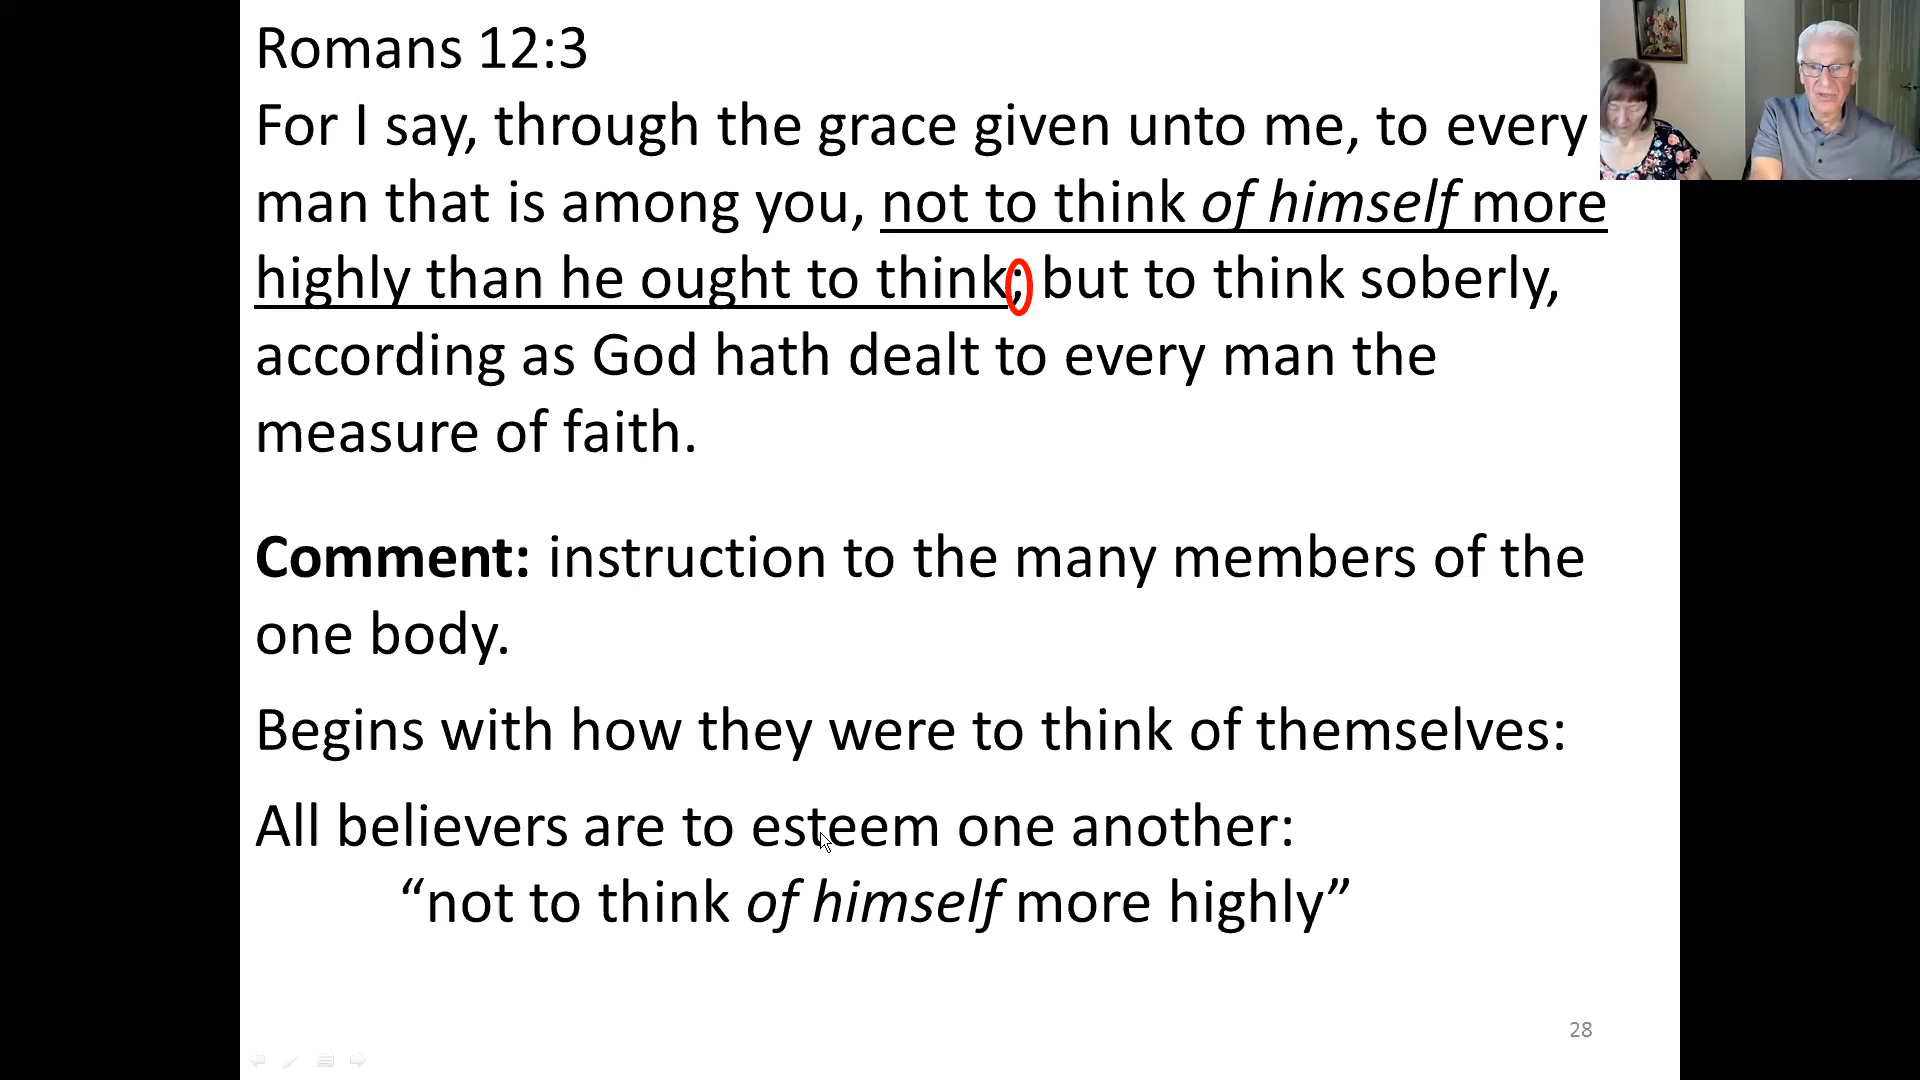 Romans 12:3
For I say, through the grace given unto me, to every
man that is among you, not to think of himself more
highly than he ought to think; but to think soberly,
according as God hath dealt to every man the
measure of faith.
Comment: instruction to the many members of the
one body.
Begins with how they were to think of themselves:
All believers are to esteem one another:
“not to think of himself more highly”
28